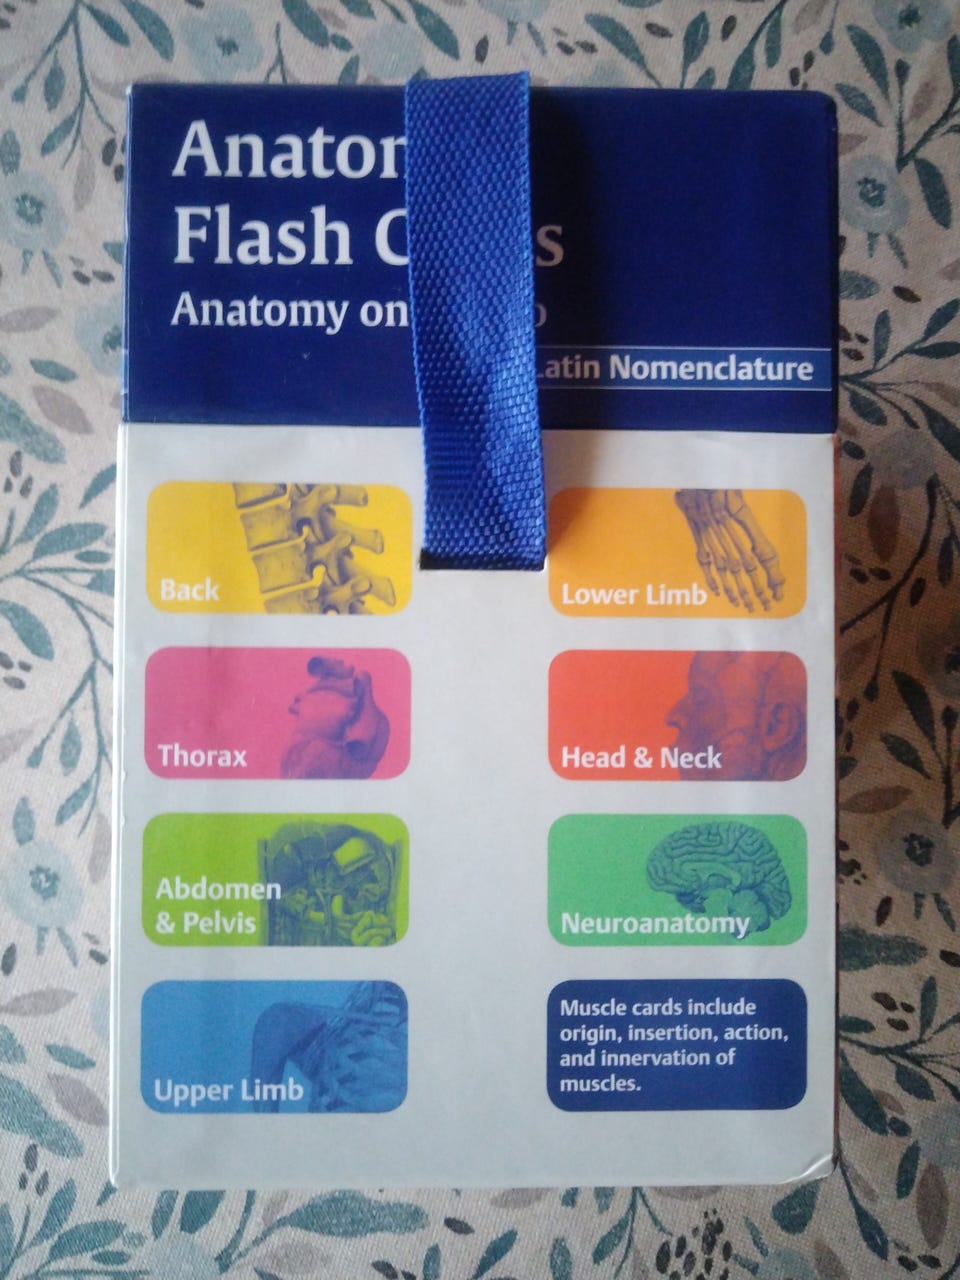 Flash
Anatomy on
Latin Nomenclature
Back
Lower Limb
Thorax
Head & Neck
Abdomen
& Pelvis
Neuroanatomy
Upper Limb
Muscle cards include
origin, insertion, action,
and innervation of
muscles.